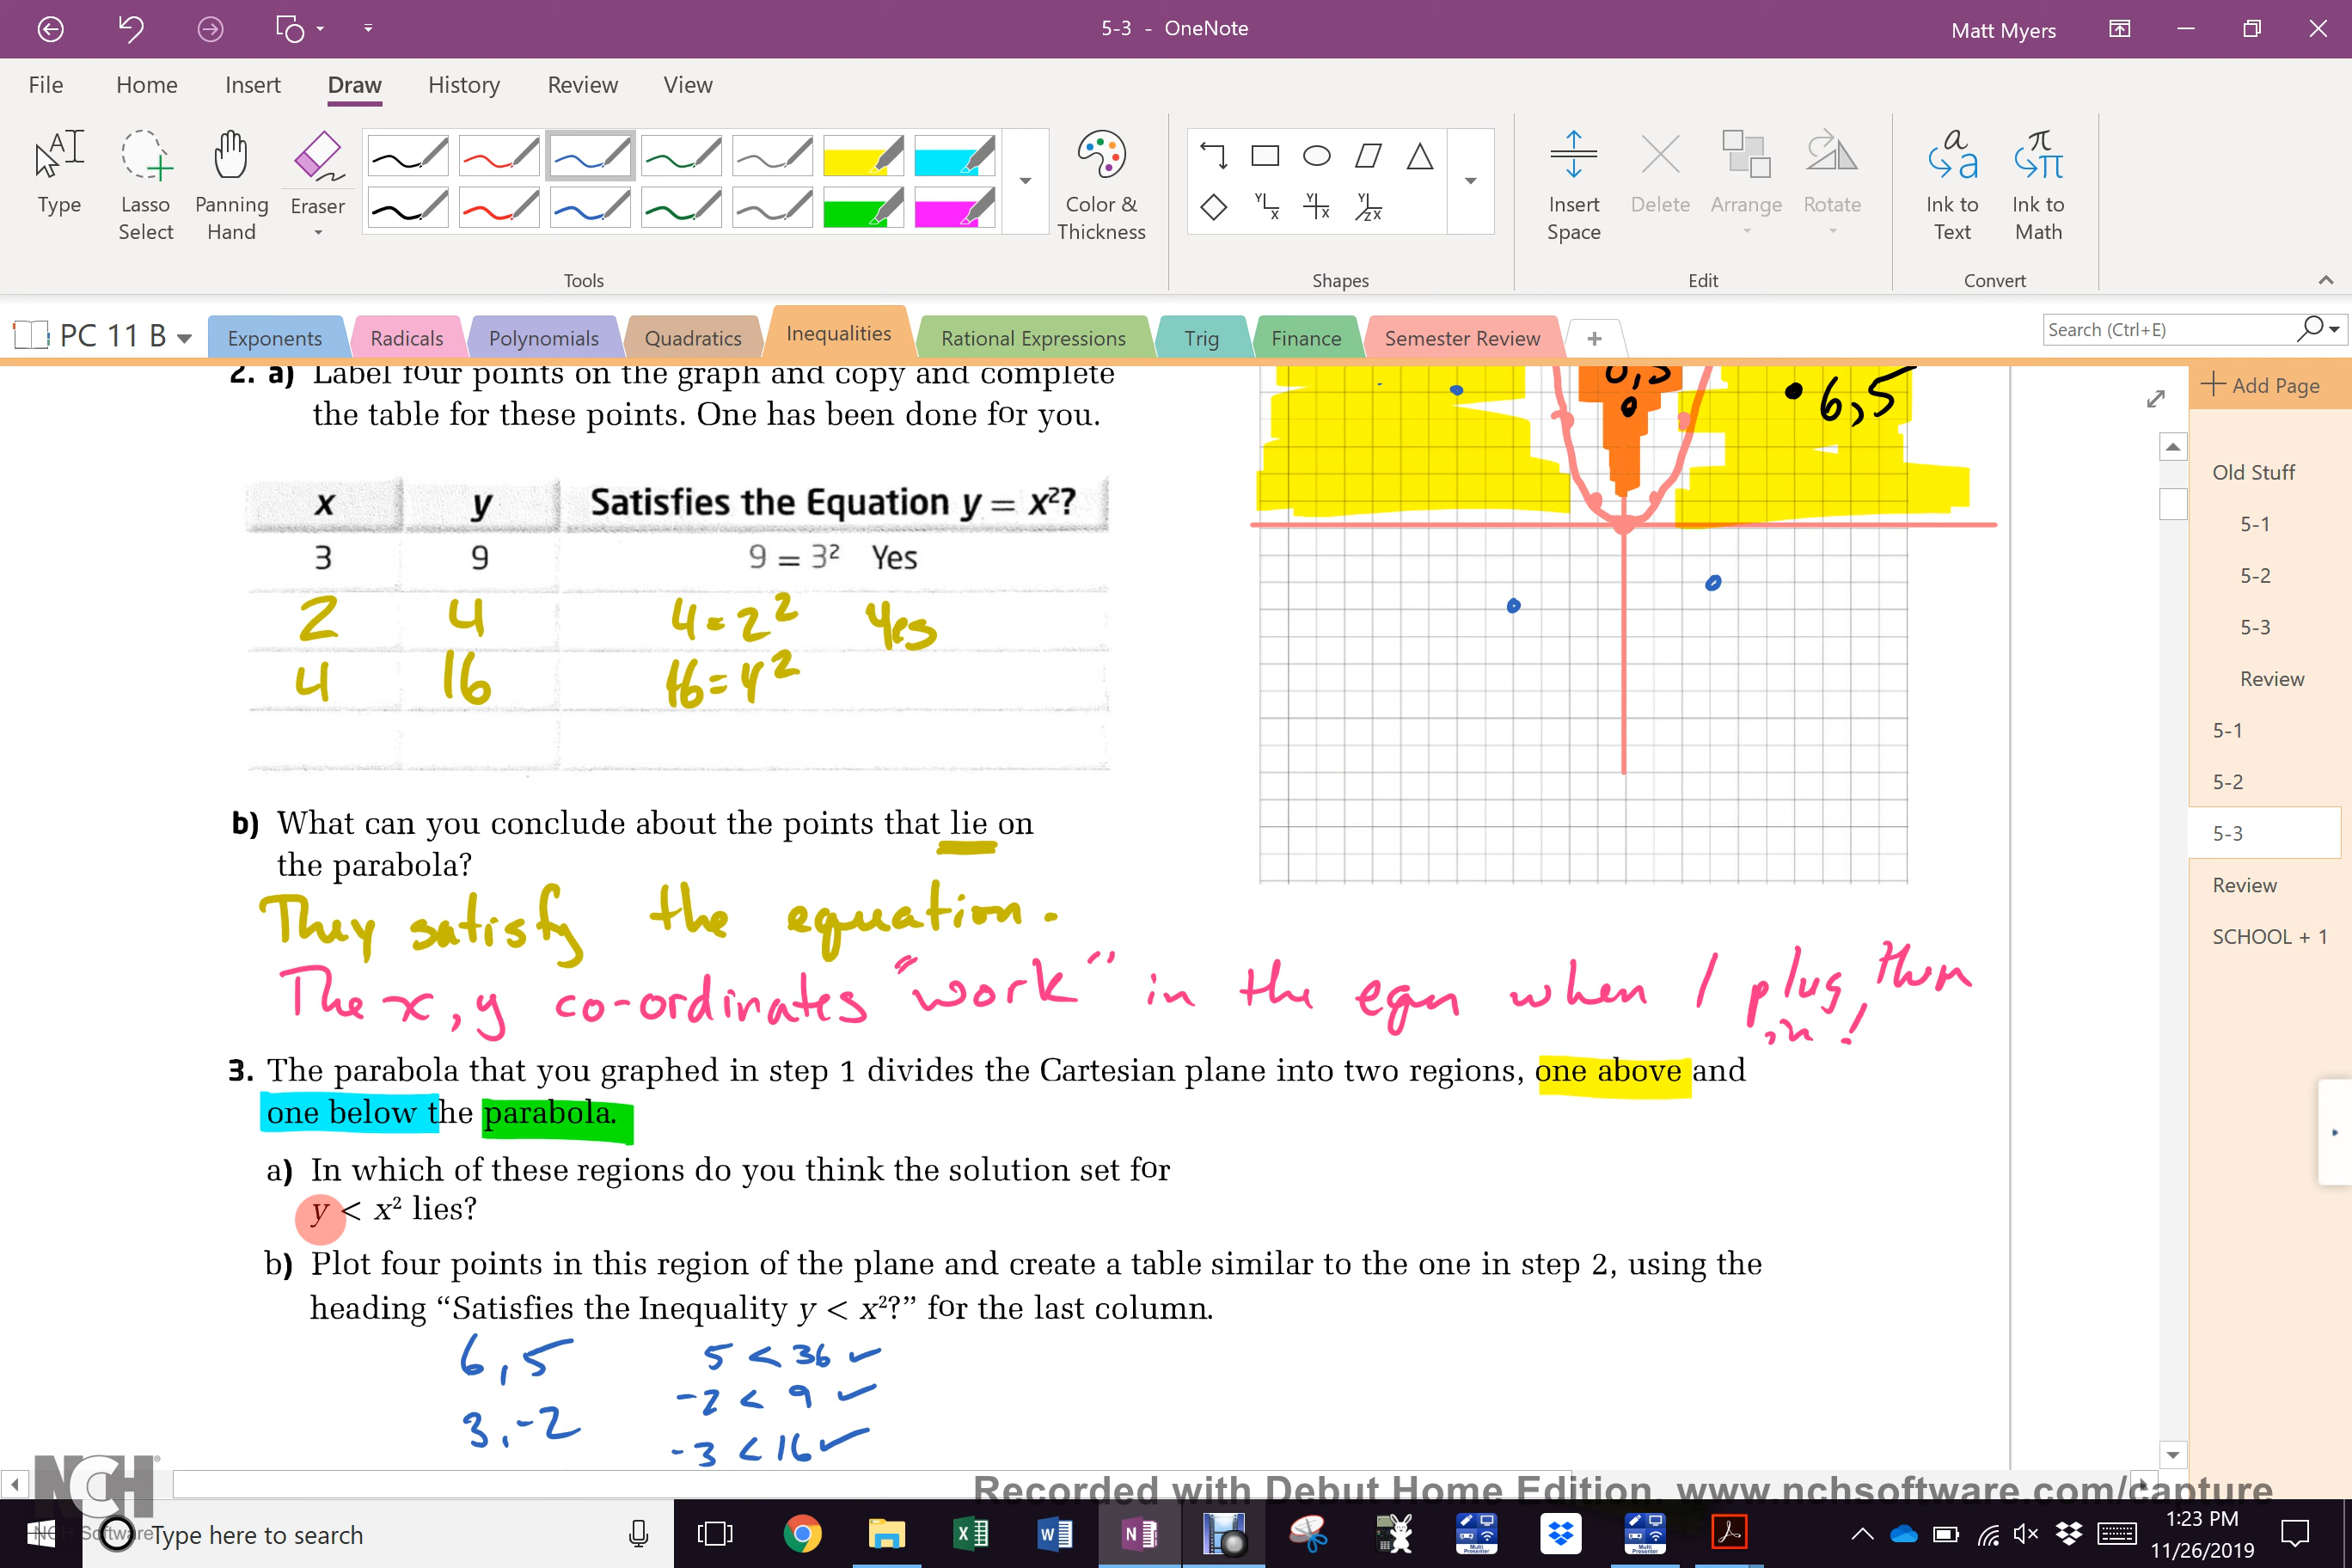 5-3 - OneNote
Matt Myers
File Home Insert Draw History Review View
Type
Lasso Select
Panning Hand
Eraser
Color & Thickness
Insert Space
Delete
Arrange
Rotate
Ink to Text
Ink to Math
Tools
Shapes
Edit
Convert
PC 11 B
Exponents Radicals Polynomials Quadratics Inequalities Rational Expressions Trig Finance Semester Review +
Search (Ctrl+E)
Add Page
Old Stuff
5-1
5-2
5-3
Review
5-1
5-2
5-3
Review
SCHOOL + 1
2. a) Label four points on the graph and copy and complete
the table for these points. One has been done for you.
x y Satisfies the Equation y = x²?
3 9 9 = 3² Yes
2 4 4 = 2² Yes
4 16 16 = 4²
6,5
b) What can you conclude about the points that lie on
the parabola?
They satisfy the equation.
The x, y co-ordinates "work" in the eqn when I plug them
in!
3. The parabola that you graphed in step 1 divides the Cartesian plane into two regions, one above and
one below the parabola.
a) In which of these regions do you think the solution set for
y < x² lies?
b) Plot four points in this region of the plane and create a table similar to the one in step 2, using the
heading “Satisfies the Inequality y < x²?” for the last column.
6, 5 5 < 36 ✓
3, -2 -2 < 9 ✓
-3 < 16 ✓
NCH®
NCH Software
Recorded with Debut Home Edition. www.nchsoftware.com/capture
Type here to search
1:23 PM
11/26/2019